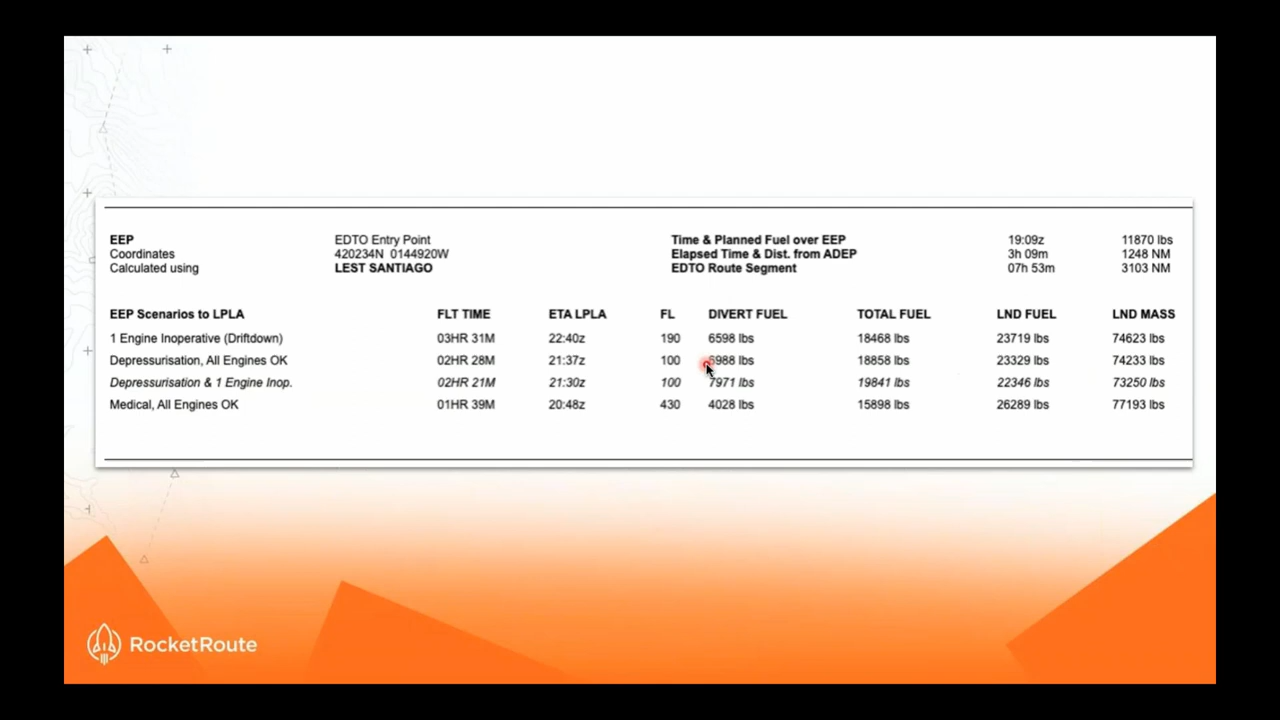 EEP EDTO Entry Point Time & Planned Fuel over EEP 19:09z 11870 lbs
Coordinates 420234N 0144920W Elapsed Time & Dist. from ADEP 3h 09m 1248 NM
Calculated using LEST SANTIAGO EDTO Route Segment 07h 53m 3103 NM
EEP Scenarios to LPLA FLT TIME ETA LPLA FL DIVERT FUEL TOTAL FUEL LND FUEL LND MASS
1 Engine Inoperative (Driftdown) 03HR 31M 22:40z 190 6598 lbs 18468 lbs 23719 lbs 74623 lbs
Depressurisation, All Engines OK 02HR 28M 21:37z 100 6988 lbs 18858 lbs 23329 lbs 74233 lbs
Depressurisation & 1 Engine Inop. 02HR 21M 21:30z 100 7971 lbs 19841 lbs 22346 lbs 73250 lbs
Medical, All Engines OK 01HR 39M 20:48z 430 4028 lbs 15898 lbs 26289 lbs 77193 lbs
RocketRoute